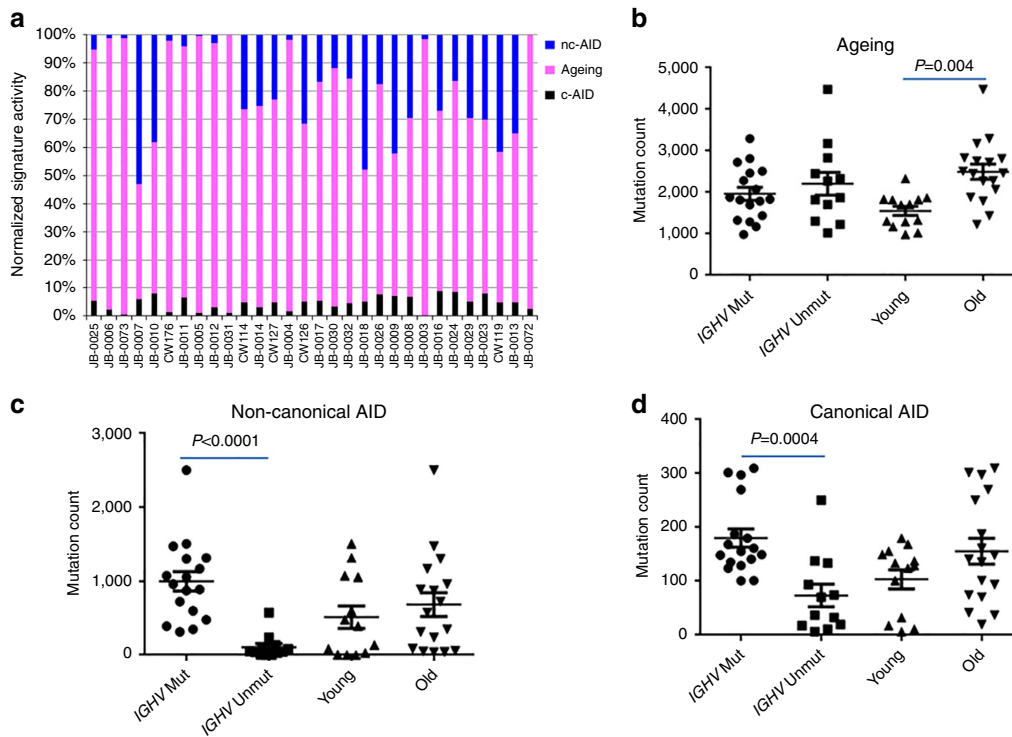 a
Normalized signature activity
100%
90%
80%
70%
60%
50%
40%
30%
20%
10%
0%
JB-0025
JB-0006
JB-0073
JB-0007
JB-0010
CW176
JB-0011
JB-0005
JB-0012
JB-0031
CW114
JB-0014
CW127
JB-0004
CW126
JB-0017
JB-0030
JB-0032
JB-0018
JB-0026
JB-0009
JB-0008
JB-0003
JB-0016
JB-0024
JB-0029
JB-0023
CW119
JB-0013
JB-0072
nc-AID
Ageing
c-AID
b
Ageing
P=0.004
Mutation count
5,000
4,000
3,000
2,000
1,000
0
IGHV Mut
IGHV Unmut
Young
Old
c
Non-canonical AID
P<0.0001
Mutation count
3,000
2,000
1,000
0
IGHV Mut
IGHV Unmut
Young
Old
d
Canonical AID
P=0.0004
Mutation count
400
300
200
100
0
IGHV Mut
IGHV Unmut
Young
Old